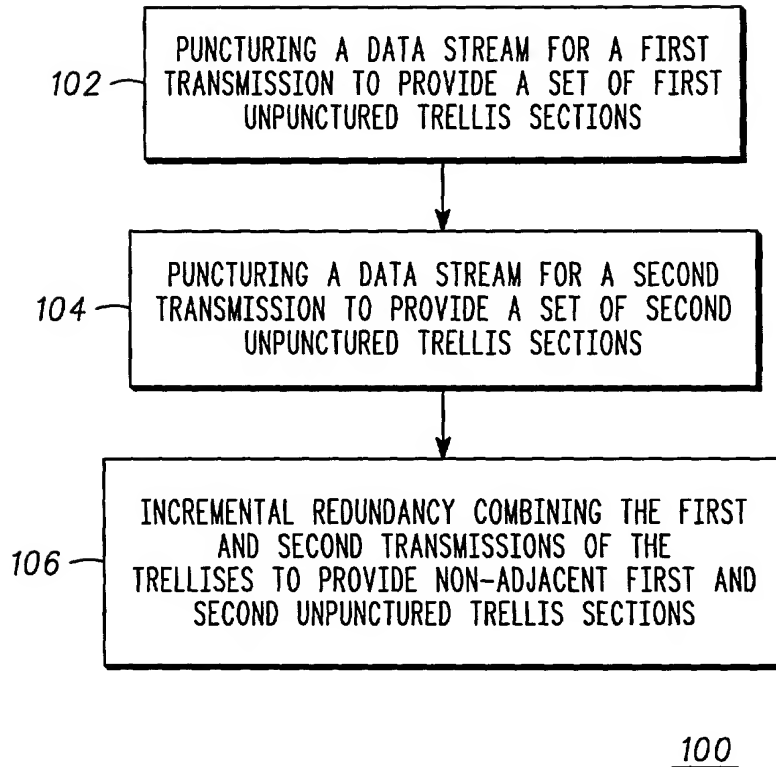 102
PUNCTURING A DATA STREAM FOR A FIRST
TRANSMISSION TO PROVIDE A SET OF FIRST
UNPUNCTURED TRELLIS SECTIONS
104
PUNCTURING A DATA STREAM FOR A SECOND
TRANSMISSION TO PROVIDE A SET OF SECOND
UNPUNCTURED TRELLIS SECTIONS
106
INCREMENTAL REDUNDANCY COMBINING THE FIRST
AND SECOND TRANSMISSIONS OF THE
TRELLISES TO PROVIDE NON-ADJACENT FIRST AND
SECOND UNPUNCTURED TRELLIS SECTIONS
100